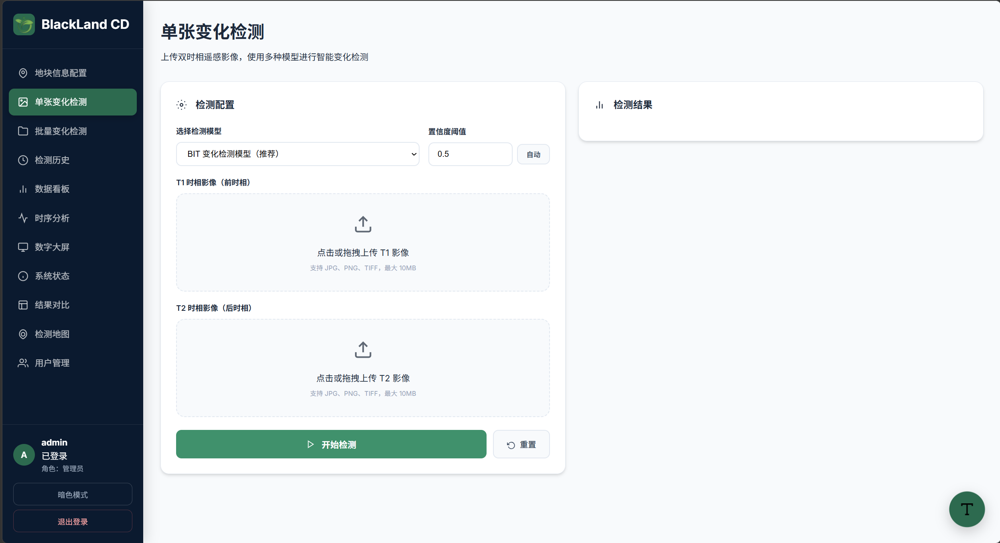 BlackLand CD
地块信息配置
单张变化检测
批量变化检测
检测历史
数据看板
时序分析
数字大屏
系统状态
结果对比
检测地图
用户管理
A
admin
已登录
角色：管理员
暗色模式
退出登录
单张变化检测
上传双时相遥感影像，使用多种模型进行智能变化检测
检测配置
选择检测模型
置信度阈值
BIT 变化检测模型（推荐）
0.5
自动
T1 时相影像（前时相）
点击或拖拽上传 T1 影像
支持 JPG、PNG、TIFF，最大 10MB
T2 时相影像（后时相）
点击或拖拽上传 T2 影像
支持 JPG、PNG、TIFF，最大 10MB
开始检测
重置
检测结果
T